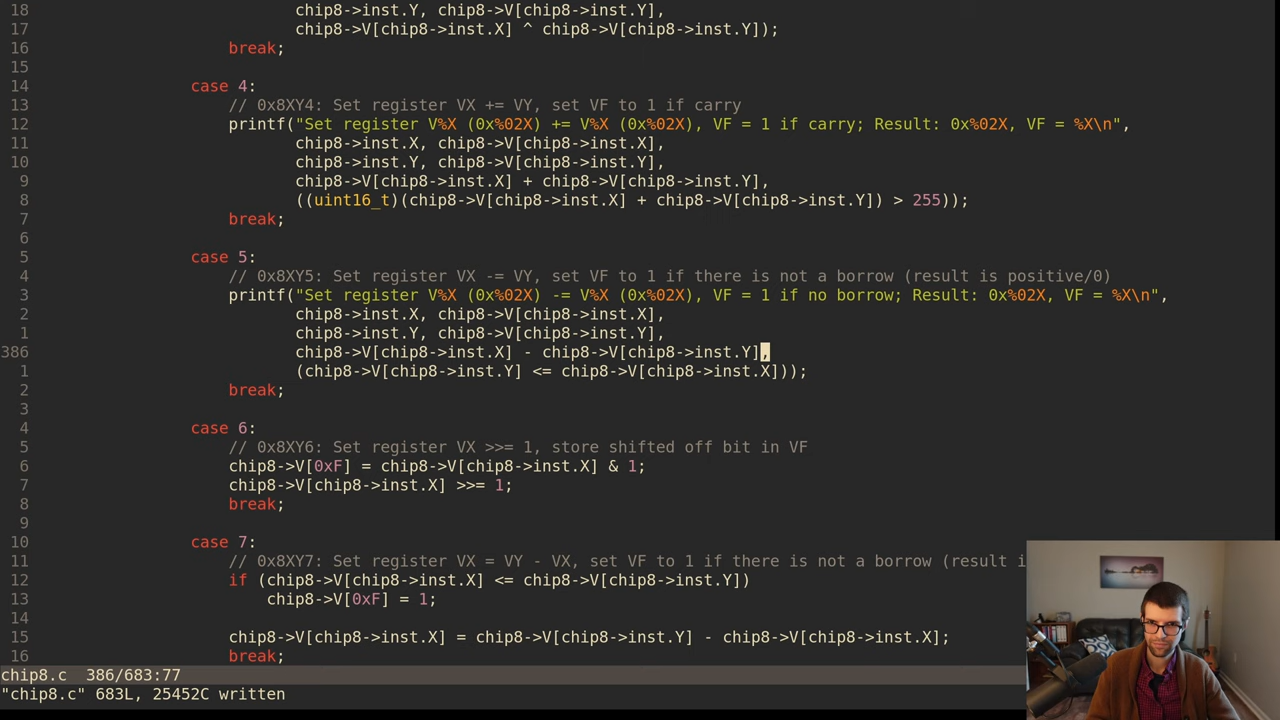 18 chip8->inst.Y, chip8->V[chip8->inst.Y],
17 chip8->V[chip8->inst.X] ^ chip8->V[chip8->inst.Y]);
16 break;
15
14 case 4:
13 // 0x8XY4: Set register VX += VY, set VF to 1 if carry
12 printf("Set register V%X (0x%02X) += V%X (0x%02X), VF = 1 if carry; Result: 0x%02X, VF = %X\n",
11 chip8->inst.X, chip8->V[chip8->inst.X],
10 chip8->inst.Y, chip8->V[chip8->inst.Y],
9 chip8->V[chip8->inst.X] + chip8->V[chip8->inst.Y],
8 ((uint16_t)(chip8->V[chip8->inst.X] + chip8->V[chip8->inst.Y]) > 255));
7 break;
6
5 case 5:
4 // 0x8XY5: Set register VX -= VY, set VF to 1 if there is not a borrow (result is positive/0)
3 printf("Set register V%X (0x%02X) -= V%X (0x%02X), VF = 1 if no borrow; Result: 0x%02X, VF = %X\n",
2 chip8->inst.X, chip8->V[chip8->inst.X],
1 chip8->inst.Y, chip8->V[chip8->inst.Y],
386 chip8->V[chip8->inst.X] - chip8->V[chip8->inst.Y],
1 (chip8->V[chip8->inst.Y] <= chip8->V[chip8->inst.X]));
2 break;
3
4 case 6:
5 // 0x8XY6: Set register VX >>= 1, store shifted off bit in VF
6 chip8->V[0xF] = chip8->V[chip8->inst.X] & 1;
7 chip8->V[chip8->inst.X] >>= 1;
8 break;
9
10 case 7:
11 // 0x8XY7: Set register VX = VY - VX, set VF to 1 if there is not a borrow (result i
12 if (chip8->V[chip8->inst.X] <= chip8->V[chip8->inst.Y])
13 chip8->V[0xF] = 1;
14
15 chip8->V[chip8->inst.X] = chip8->V[chip8->inst.Y] - chip8->V[chip8->inst.X];
16 break;
chip8.c 386/683:77
"chip8.c" 683L, 25452C written